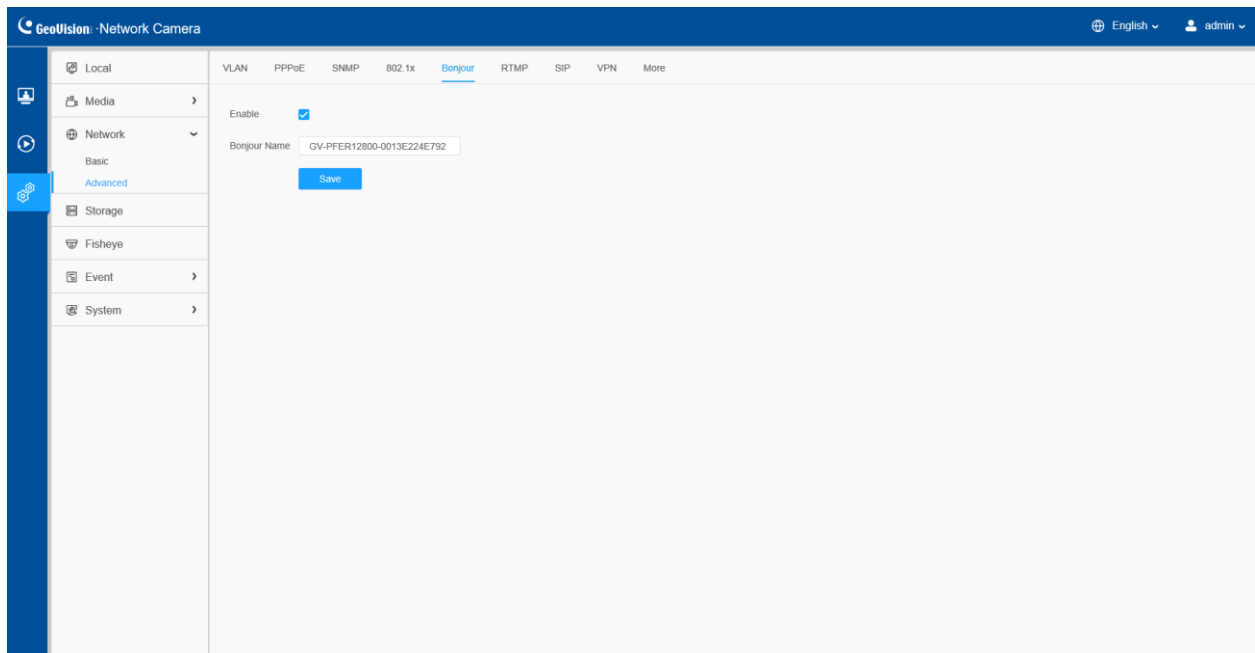 GeoVision · Network Camera
English
admin
Local
Media
Network
Basic
Advanced
Storage
Fisheye
Event
System
VLAN PPPoE SNMP 802.1x Bonjour RTMP SIP VPN More
Enable
Bonjour Name GV-PFER12800-0013E224E792
Save